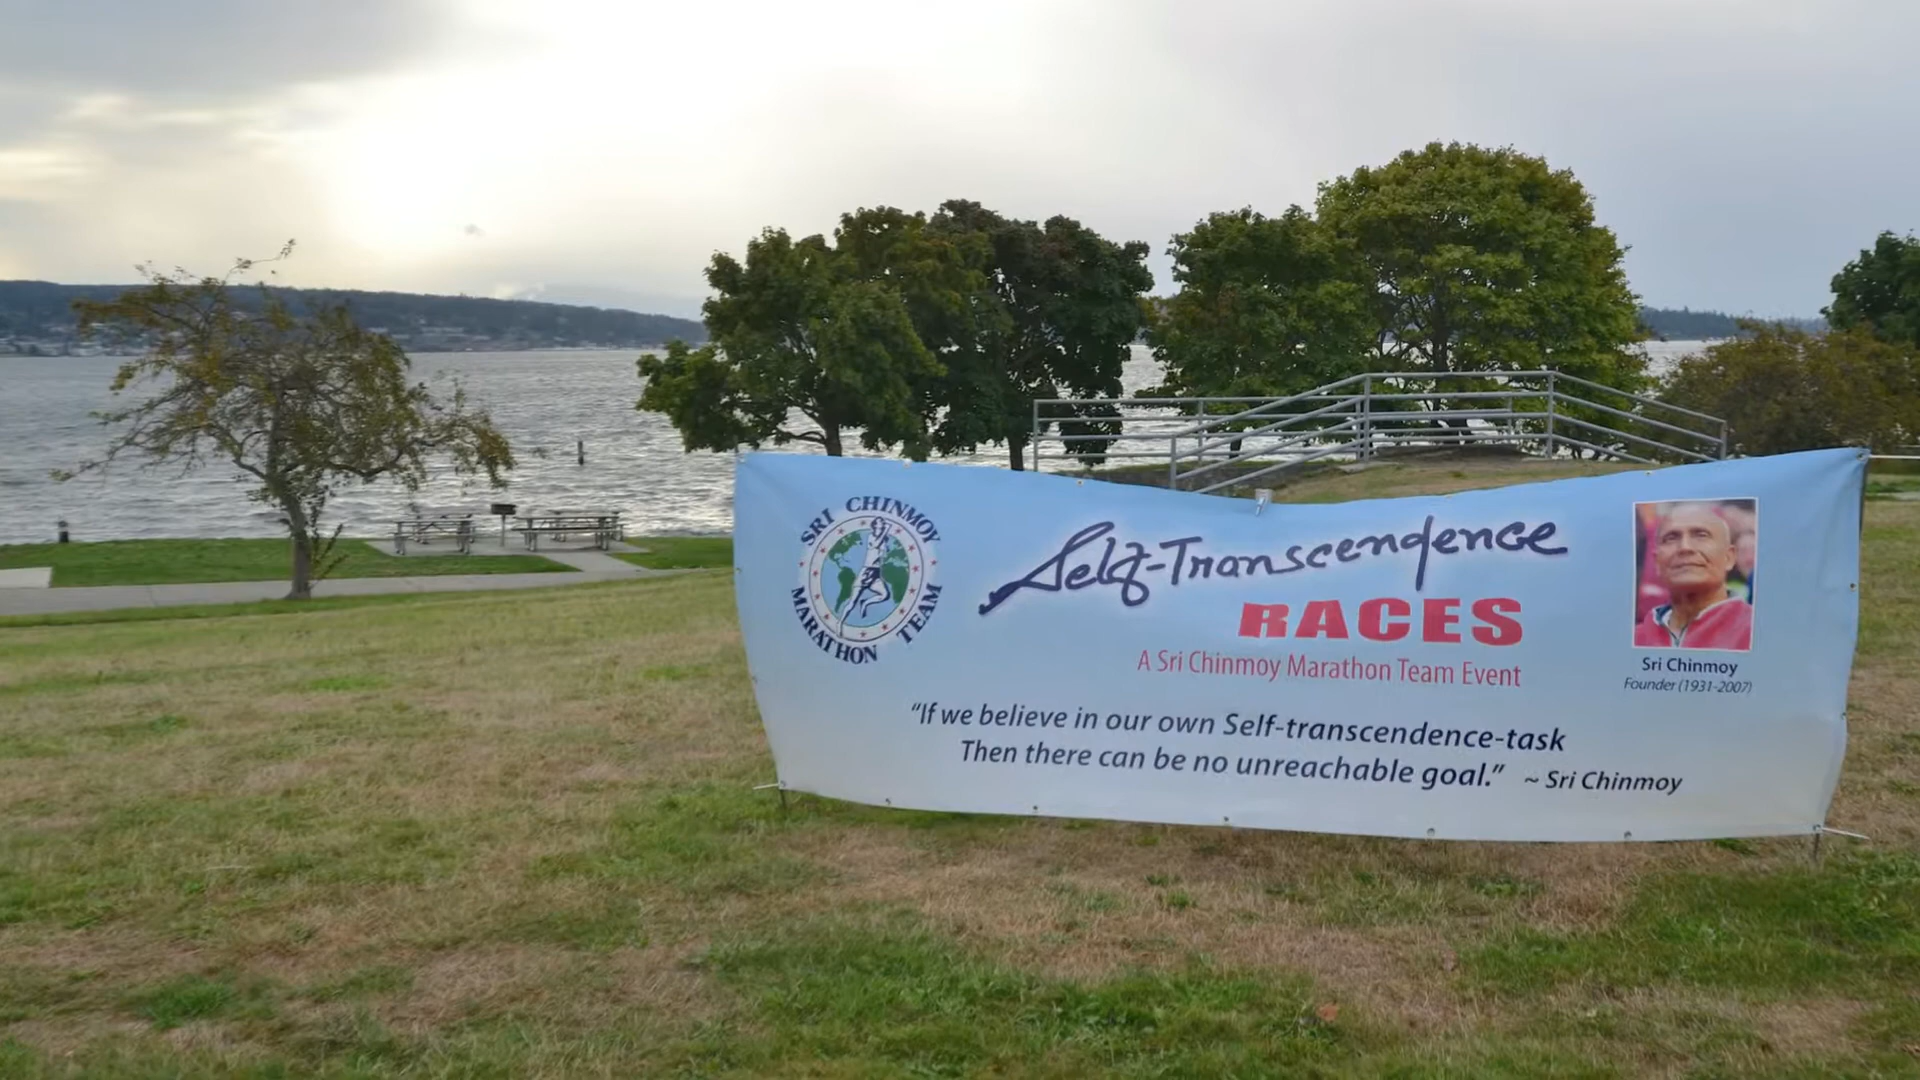 SRI CHINMOY
MARATHON TEAM
Self-Transcendence
RACES
A Sri Chinmoy Marathon Team Event
Sri Chinmoy
Founder (1931-2007)
“If we believe in our own Self-transcendence-task
Then there can be no unreachable goal.” ~ Sri Chinmoy